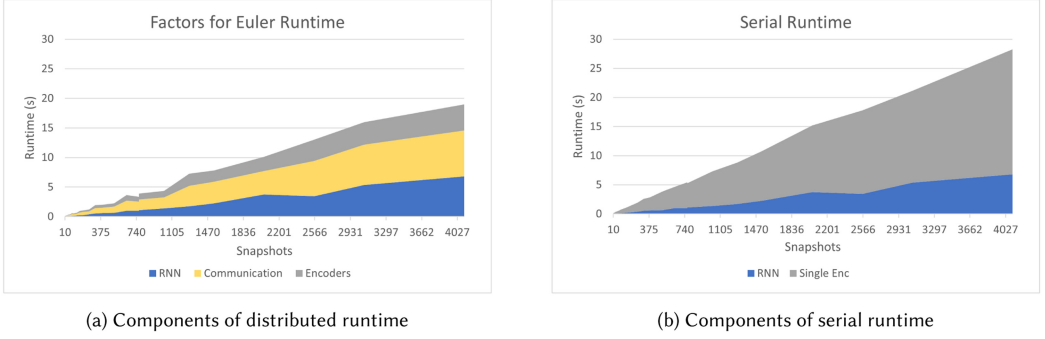 Factors for Euler Runtime
30
25
20
15
10
5
0
Runtime (s)
10 375 740 1105 1470 1836 2201 2566 2931 3297 3662 4027
Snapshots
RNN Communication Encoders
(a) Components of distributed runtime
Serial Runtime
30
25
20
15
10
5
0
Runtime (s)
10 375 740 1105 1470 1836 2201 2566 2931 3297 3662 4027
Snapshots
RNN Single Enc
(b) Components of serial runtime